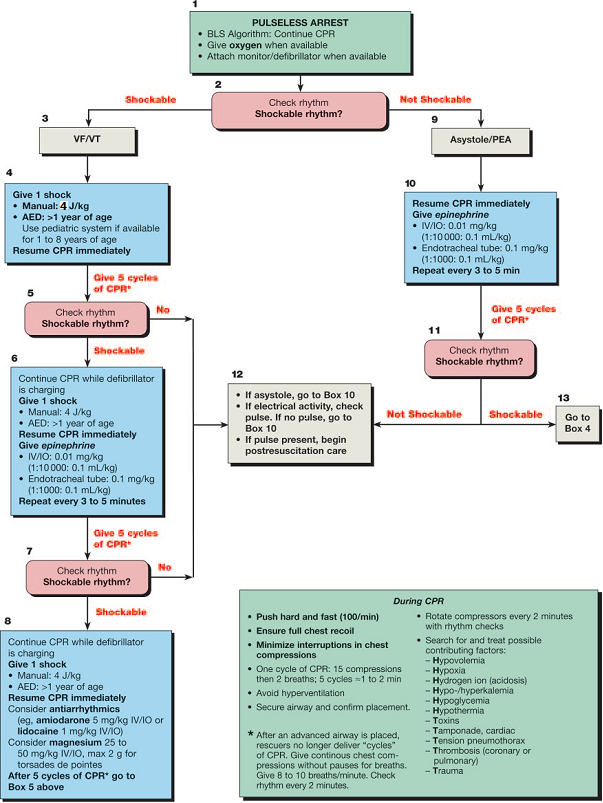 1
PULSELESS ARREST
• BLS Algorithm: Continue CPR
• Give oxygen when available
• Attach monitor/defibrillator when available
2
Shockable
Check rhythm
Shockable rhythm?
Not Shockable
3
VF/VT
9
Asystole/PEA
4
Give 1 shock
• Manual: 4 J/kg
• AED: >1 year of age
Use pediatric system if available
for 1 to 8 years of age
Resume CPR immediately
10
Resume CPR immediately
Give epinephrine
• IV/IO: 0.01 mg/kg
(1:10 000: 0.1 mL/kg)
• Endotracheal tube: 0.1 mg/kg
(1:1000: 0.1 mL/kg)
Repeat every 3 to 5 min
Give 5 cycles
of CPR*
5
Check rhythm
Shockable rhythm?
No
Give 5 cycles
of CPR*
11
Check rhythm
Shockable rhythm?
Shockable
6
Continue CPR while defibrillator
is charging
Give 1 shock
• Manual: 4 J/kg
• AED: >1 year of age
Resume CPR immediately
Give epinephrine
• IV/IO: 0.01 mg/kg
(1:10 000: 0.1 mL/kg)
• Endotracheal tube: 0.1 mg/kg
(1:1000: 0.1 mL/kg)
Repeat every 3 to 5 minutes
12
• If asystole, go to Box 10
• If electrical activity, check
pulse. If no pulse, go to
Box 10
• If pulse present, begin
postresuscitation care
Not Shockable
Shockable
13
Go to
Box 4
Give 5 cycles
of CPR*
7
Check rhythm
Shockable rhythm?
No
Shockable
8
Continue CPR while defibrillator
is charging
Give 1 shock
• Manual: 4 J/kg
• AED: >1 year of age
Resume CPR immediately
Consider antiarrhythmics
(eg, amiodarone 5 mg/kg IV/IO or
lidocaine 1 mg/kg IV/IO)
Consider magnesium 25 to
50 mg/kg IV/IO, max 2 g for
torsades de pointes
After 5 cycles of CPR* go to
Box 5 above
During CPR
• Push hard and fast (100/min)
• Ensure full chest recoil
• Minimize interruptions in chest
compressions
• One cycle of CPR: 15 compressions
then 2 breaths; 5 cycles ≈1 to 2 min
• Avoid hyperventilation
• Secure airway and confirm placement.
* After an advanced airway is placed,
rescuers no longer deliver “cycles”
of CPR. Give continous chest com-
pressions without pauses for breaths.
Give 8 to 10 breaths/minute. Check
rhythm every 2 minutes.
• Rotate compressors every 2 minutes
with rhythm checks
• Search for and treat possible
contributing factors:
– Hypovolemia
– Hypoxia
– Hydrogen ion (acidosis)
– Hypo-/hyperkalemia
– Hypoglycemia
– Hypothermia
– Toxins
– Tamponade, cardiac
– Tension pneumothorax
– Thrombosis (coronary or
pulmonary)
– Trauma